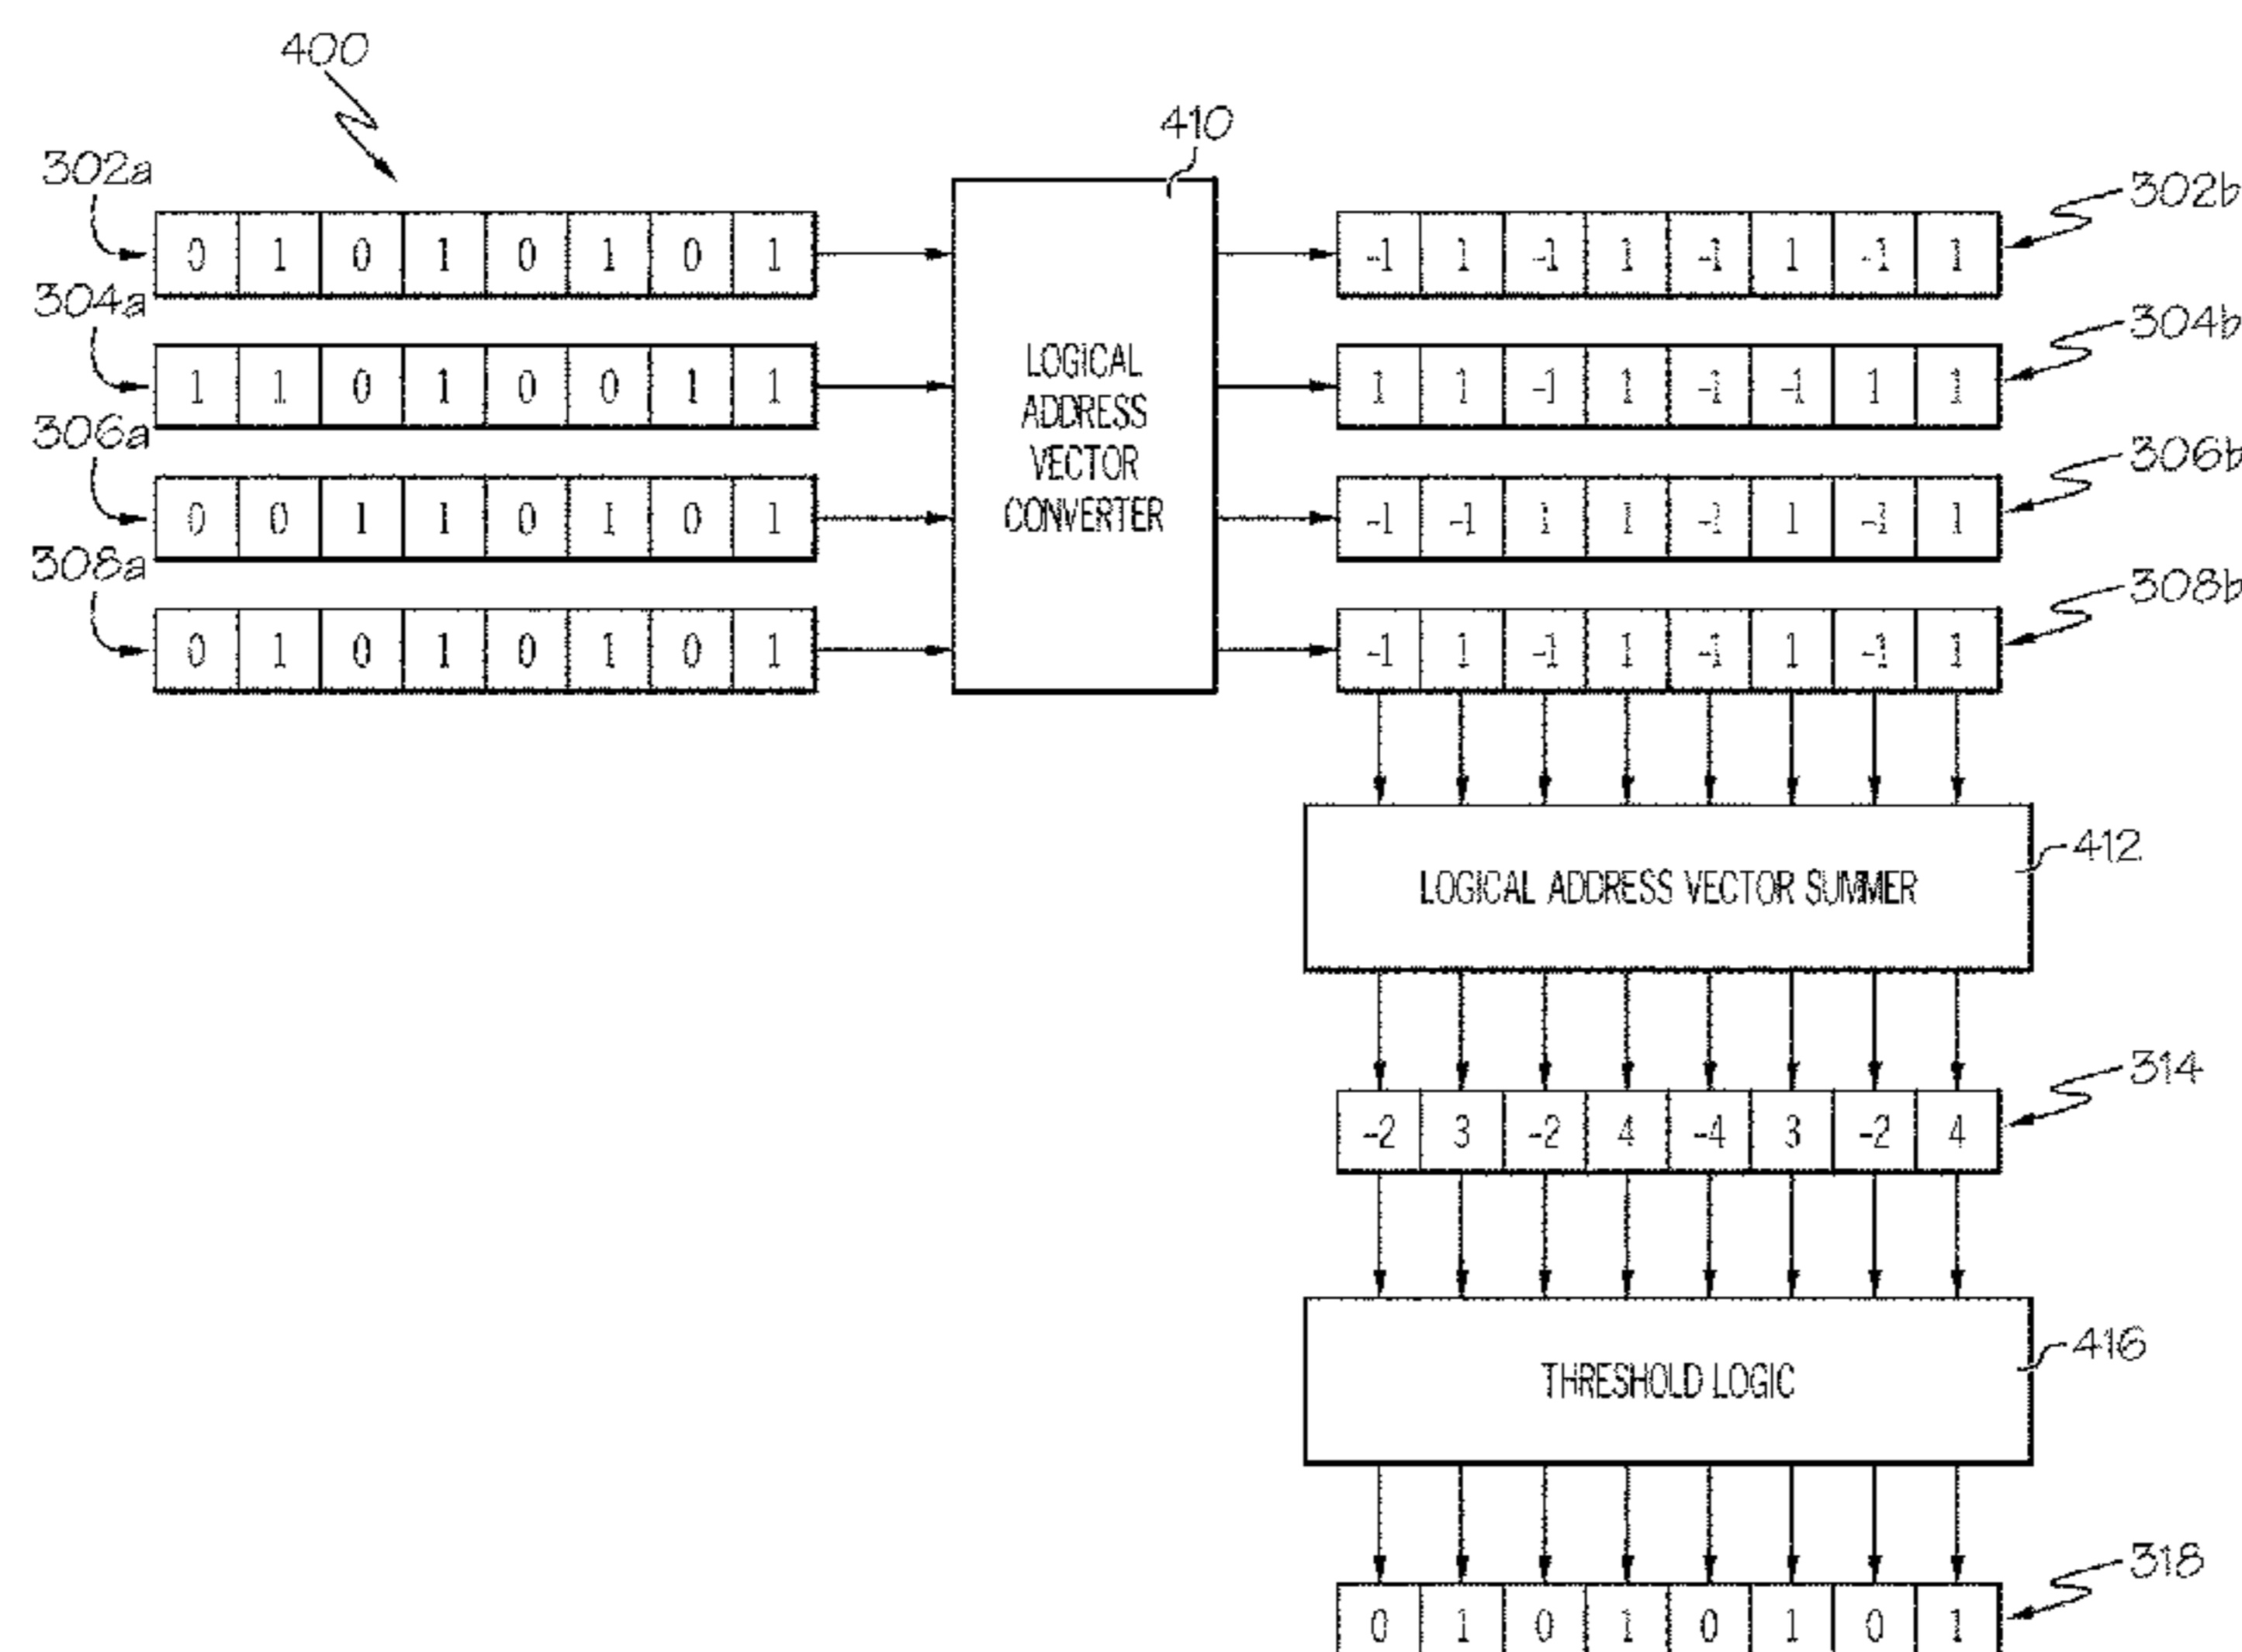 400
410
302a
0 1 0 1 0 1 0 1
-1 1 -1 1 -1 1 -1 1
302b
304a
1 1 0 1 0 0 1 1
1 1 -1 1 -1 -1 1 1
304b
306a
0 0 1 1 0 1 0 1
-1 -1 1 1 -1 1 -1 1
306b
308a
0 1 0 1 0 1 0 1
-1 1 -1 1 -1 1 -1 1
308b
LOGICAL
ADDRESS
VECTOR
CONVERTER
LOGICAL ADDRESS VECTOR SUMMER
412
-2 3 -2 4 -4 3 -2 4
314
THRESHOLD LOGIC
416
0 1 0 1 0 1 0 1
318